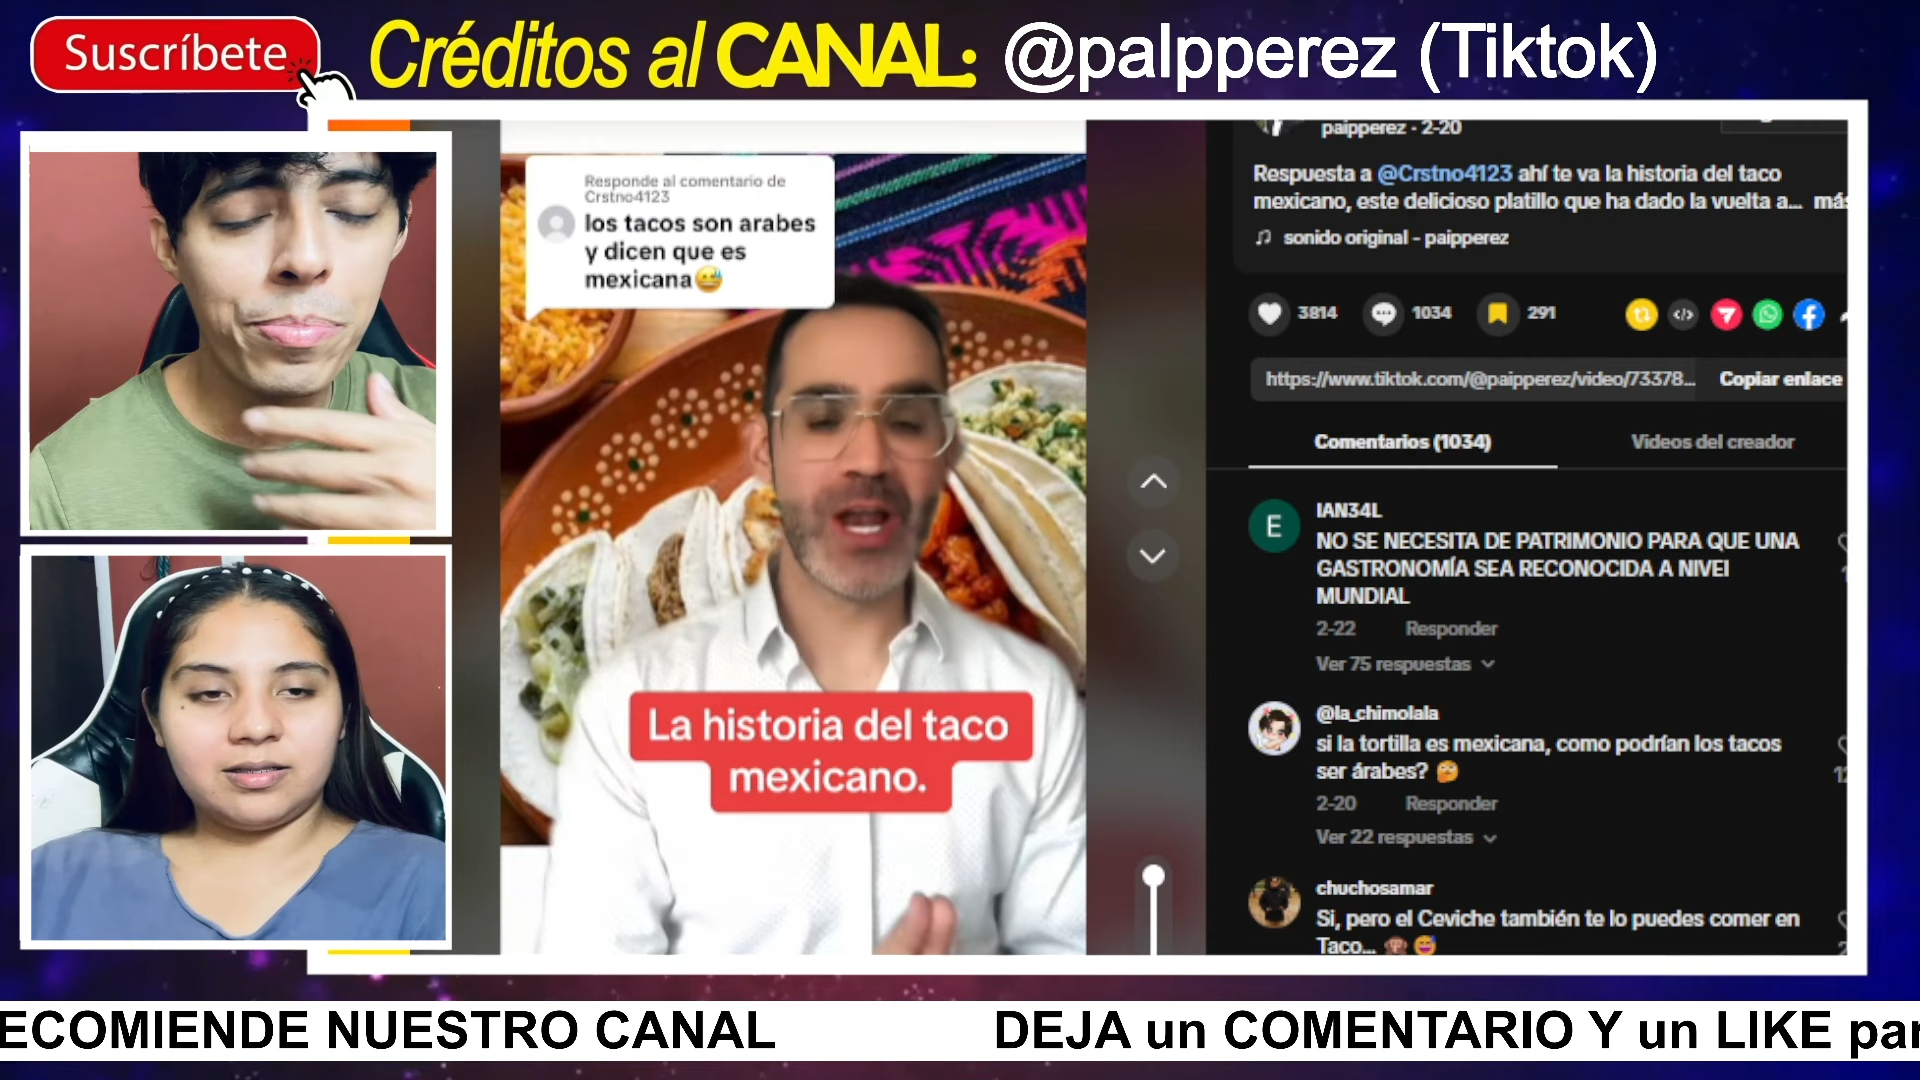 Suscríbete
Créditos al CANAL: @palpperez (Tiktok)
Responde al comentario de
Crstno4123
los tacos son arabes
y dicen que es
mexicana😅
La historia del taco
mexicano.
paipperez · 2-20
Respuesta a @Crstno4123 ahí te va la historia del taco
mexicano, este delicioso platillo que ha dado la vuelta a... más
sonido original - paipperez
3814
1034
291
https://www.tiktok.com/@paipperez/video/73378...
Copiar enlace
Comentarios (1034)
Videos del creador
E
IAN34L
NO SE NECESITA DE PATRIMONIO PARA QUE UNA
GASTRONOMÍA SEA RECONOCIDA A NIVEl
MUNDIAL
2-22
Responder
Ver 75 respuestas
@la_chimolala
si la tortilla es mexicana, como podrían los tacos
ser árabes? 🤔
2-20
Responder
Ver 22 respuestas
chuchosamar
Si, pero el Ceviche también te lo puedes comer en
Taco... 🙊😅
ECOMIENDE NUESTRO CANAL
DEJA un COMENTARIO Y un LIKE par